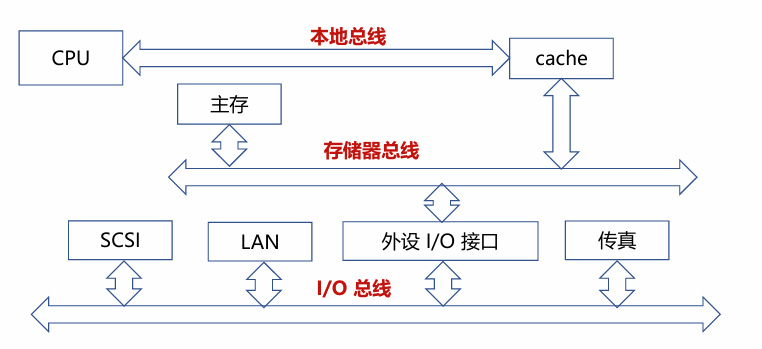 本地总线
CPU
cache
主存
存储器总线
SCSI
LAN
外设 I/O 接口
传真
I/O 总线